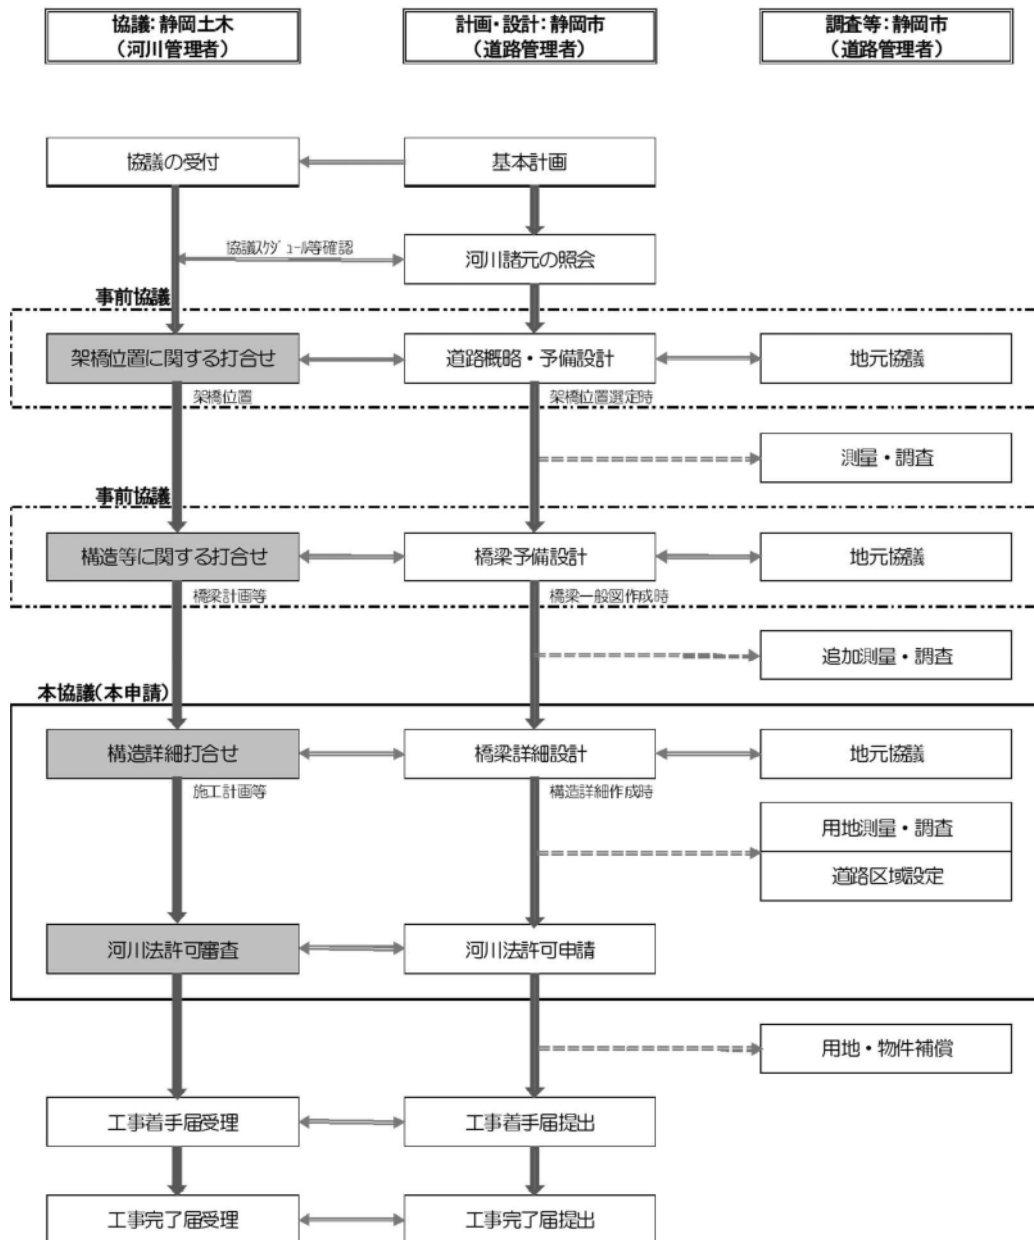 協議：静岡土木
（河川管理者）
計画・設計：静岡市
（道路管理者）
調査等：静岡市
（道路管理者）
協議の受付
基本計画
協議スケジュール等確認
河川諸元の照会
事前協議
架橋位置に関する打合せ
道路概略・予備設計
地元協議
架橋位置
架橋位置選定時
測量・調査
事前協議
構造等に関する打合せ
橋梁予備設計
地元協議
橋梁計画等
橋梁一般図作成時
追加測量・調査
本協議（本申請）
構造詳細打合せ
橋梁詳細設計
地元協議
施工計画等
構造詳細作成時
用地測量・調査
道路区域設定
河川法許可審査
河川法許可申請
用地・物件補償
工事着手届受理
工事着手届提出
工事完了届受理
工事完了届提出